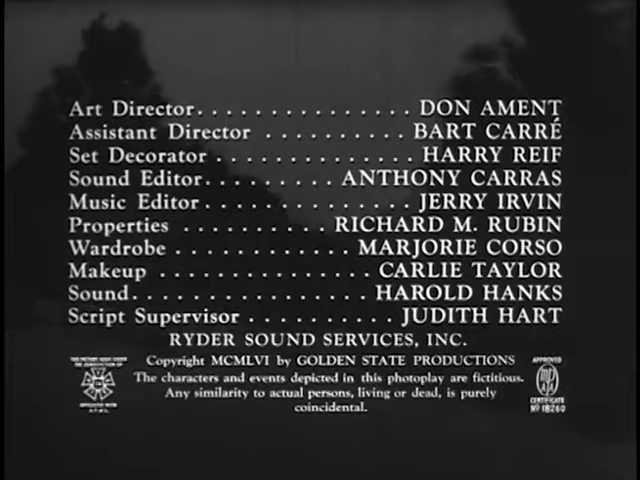 Art Director. . . . . . . . . . . . . . . DON AMENT
Assistant Director . . . . . . . . . . BART CARRÉ
Set Decorator . . . . . . . . . . . . . . HARRY REIF
Sound Editor. . . . . . . . . ANTHONY CARRAS
Music Editor . . . . . . . . . . . . . . JERRY IRVIN
Properties . . . . . . . . . . RICHARD M. RUBIN
Wardrobe . . . . . . . . . . . . MARJORIE CORSO
Makeup . . . . . . . . . . . . . . CARLIE TAYLOR
Sound. . . . . . . . . . . . . . . . HAROLD HANKS
Script Supervisor . . . . . . . . . . JUDITH HART
RYDER SOUND SERVICES, INC.
Copyright MCMLVI by GOLDEN STATE PRODUCTIONS
The characters and events depicted in this photoplay are fictitious.
Any similarity to actual persons, living or dead, is purely
coincidental.
APPROVED
CERTIFICATE
Nº 18260